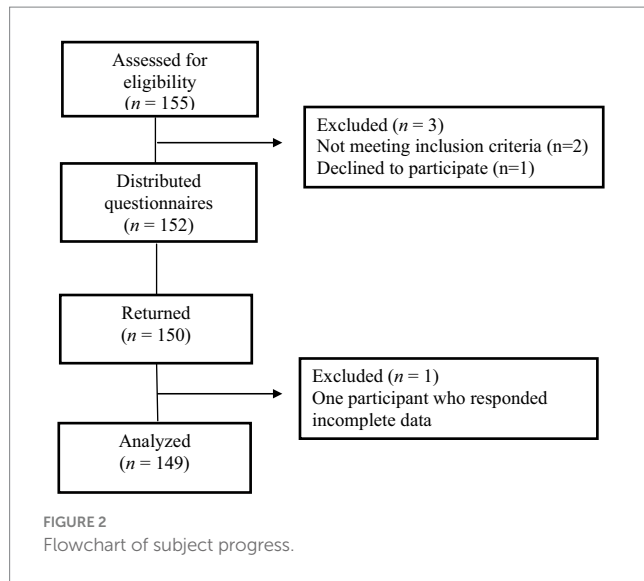 Assessed for
eligibility
(n = 155)
Excluded (n = 3)
Not meeting inclusion criteria (n=2)
Declined to participate (n=1)
Distributed
questionnaires
(n = 152)
Returned
(n = 150)
Excluded (n = 1)
One participant who responded
incomplete data
Analyzed
(n = 149)
FIGURE 2
Flowchart of subject progress.